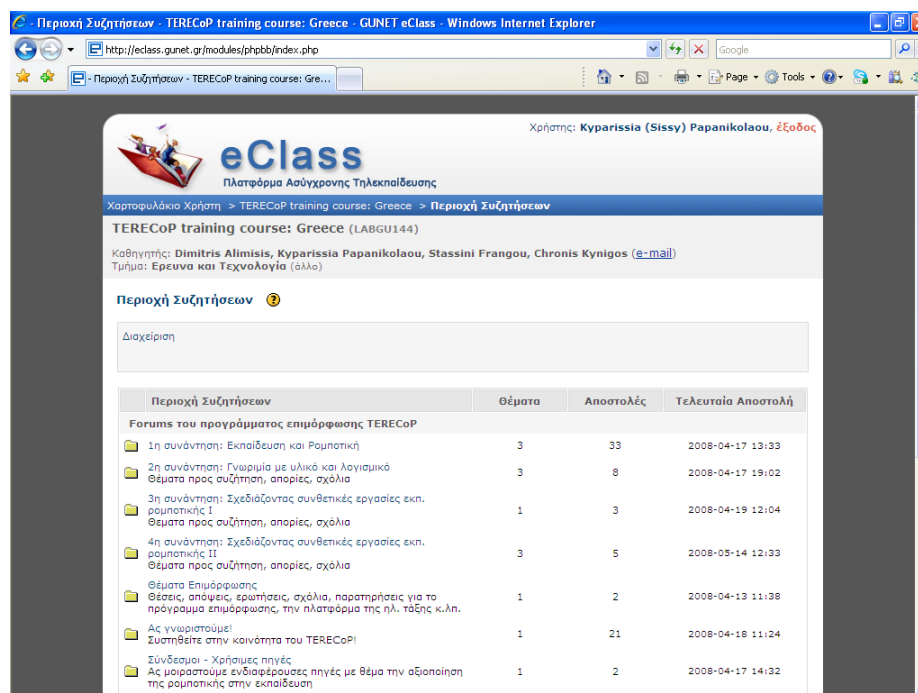 - Περιοχή Συζητήσεων - TERECoP training course: Greece - GUNET eClass - Windows Internet Explorer
http://eclass.gunet.gr/modules/phpbb/index.php
Google
- Περιοχή Συζητήσεων - TERECoP training course: Gre...
Page
Tools
Χρήστης: Kyparissia (Sissy) Papanikolaou, έξοδος
eClass
Πλατφόρμα Ασύγχρονης Τηλεκπαίδευσης
Χαρτοφυλάκιο Χρήστη > TERECoP training course: Greece > Περιοχή Συζητήσεων
TERECoP training course: Greece (LABGU144)
Καθηγητής: Dimitris Alimisis, Kyparissia Papanikolaou, Stassini Frangou, Chronis Kynigos (e-mail)
Τμήμα: Ερευνα και Τεχνολογία (άλλο)
Περιοχή Συζητήσεων
Διαχείριση
Περιοχή Συζητήσεων Θέματα Αποστολές Τελευταία Αποστολή
Forums του προγράμματος επιμόρφωσης TERECoP
1η συνάντηση: Εκπαίδευση και Ρομποτική 3 33 2008-04-17 13:33
2η συνάντηση: Γνωριμία με υλικό και λογισμικό
Θέματα προς συζήτηση, απορίες, σχόλια 3 8 2008-04-17 19:02
3η συνάντηση: Σχεδιάζοντας συνθετικές εργασίες εκπ.
ρομποτικής Ι 1 3 2008-04-19 12:04
Θεματα προς συζήτηση, απορίες, σχόλια
4η συνάντηση: Σχεδιάζοντας συνθετικές εργασίες εκπ.
ρομποτικής ΙΙ 3 5 2008-05-14 12:33
Θέματα προς συζήτηση, απορίες, σχόλια
Θέματα Επιμόρφωσης
Θέσεις, απόψεις, ερωτήσεις, σχόλια, παρατηρήσεις για το 1 2 2008-04-13 11:38
πρόγραμμα επιμόρφωσης, την πλατφόρμα της ηλ. τάξης κ.λπ.
Ας γνωριστούμε!
Συστηθείτε στην κοινότητα του TERECoP! 1 21 2008-04-18 11:24
Σύνδεσμοι - Χρήσιμες πηγές
Ας μοιραστούμε ενδιαφέρουσες πηγές με θέμα την αξιοποίηση 1 2 2008-04-17 14:32
της ρομποτικής στην εκπαίδευση